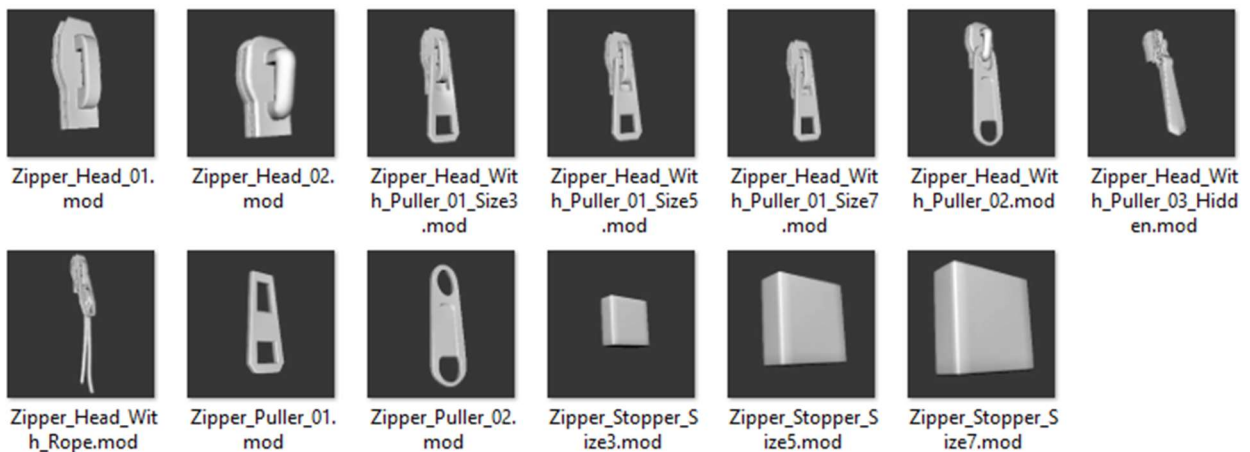 Zipper_Head_01.
mod
Zipper_Head_02.
mod
Zipper_Head_Wit
h_Puller_01_Size3
.mod
Zipper_Head_Wit
h_Puller_01_Size5
.mod
Zipper_Head_Wit
h_Puller_01_Size7
.mod
Zipper_Head_Wit
h_Puller_02.mod
Zipper_Head_Wit
h_Puller_03_Hidd
en.mod
Zipper_Head_Wit
h_Rope.mod
Zipper_Puller_01.
mod
Zipper_Puller_02.
mod
Zipper_Stopper_S
ize3.mod
Zipper_Stopper_S
ize5.mod
Zipper_Stopper_S
ize7.mod